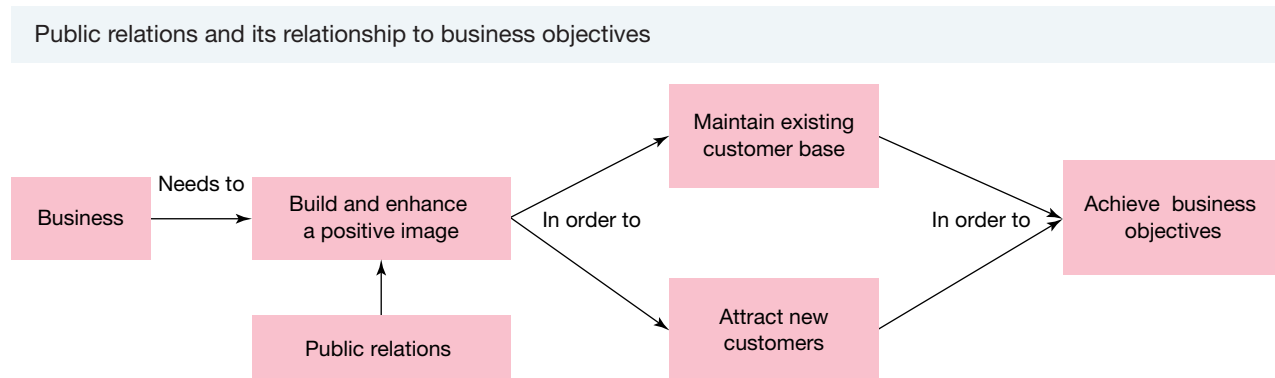 Public relations and its relationship to business objectives
Business
Needs to
Build and enhance
a positive image
Public relations
In order to
Maintain existing
customer base
Attract new
customers
In order to
Achieve business
objectives